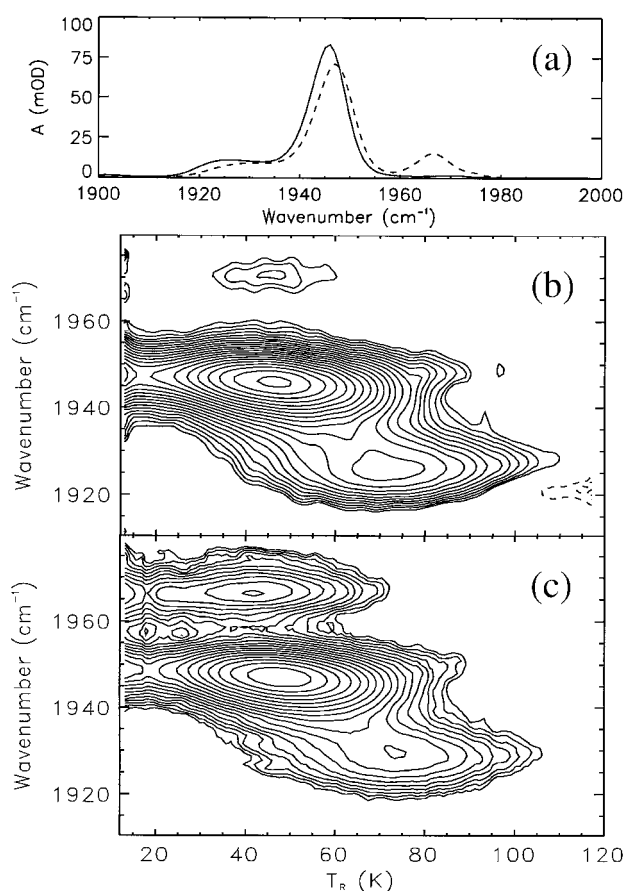 100
75
50
25
0
A (mOD)
(a)
1900 1920 1940 1960 1980 2000
Wavenumber (cm⁻¹)
(b)
1960
1940
1920
Wavenumber (cm⁻¹)
(c)
1960
1940
1920
Wavenumber (cm⁻¹)
20 40 60 80 100 120
T_R (K)